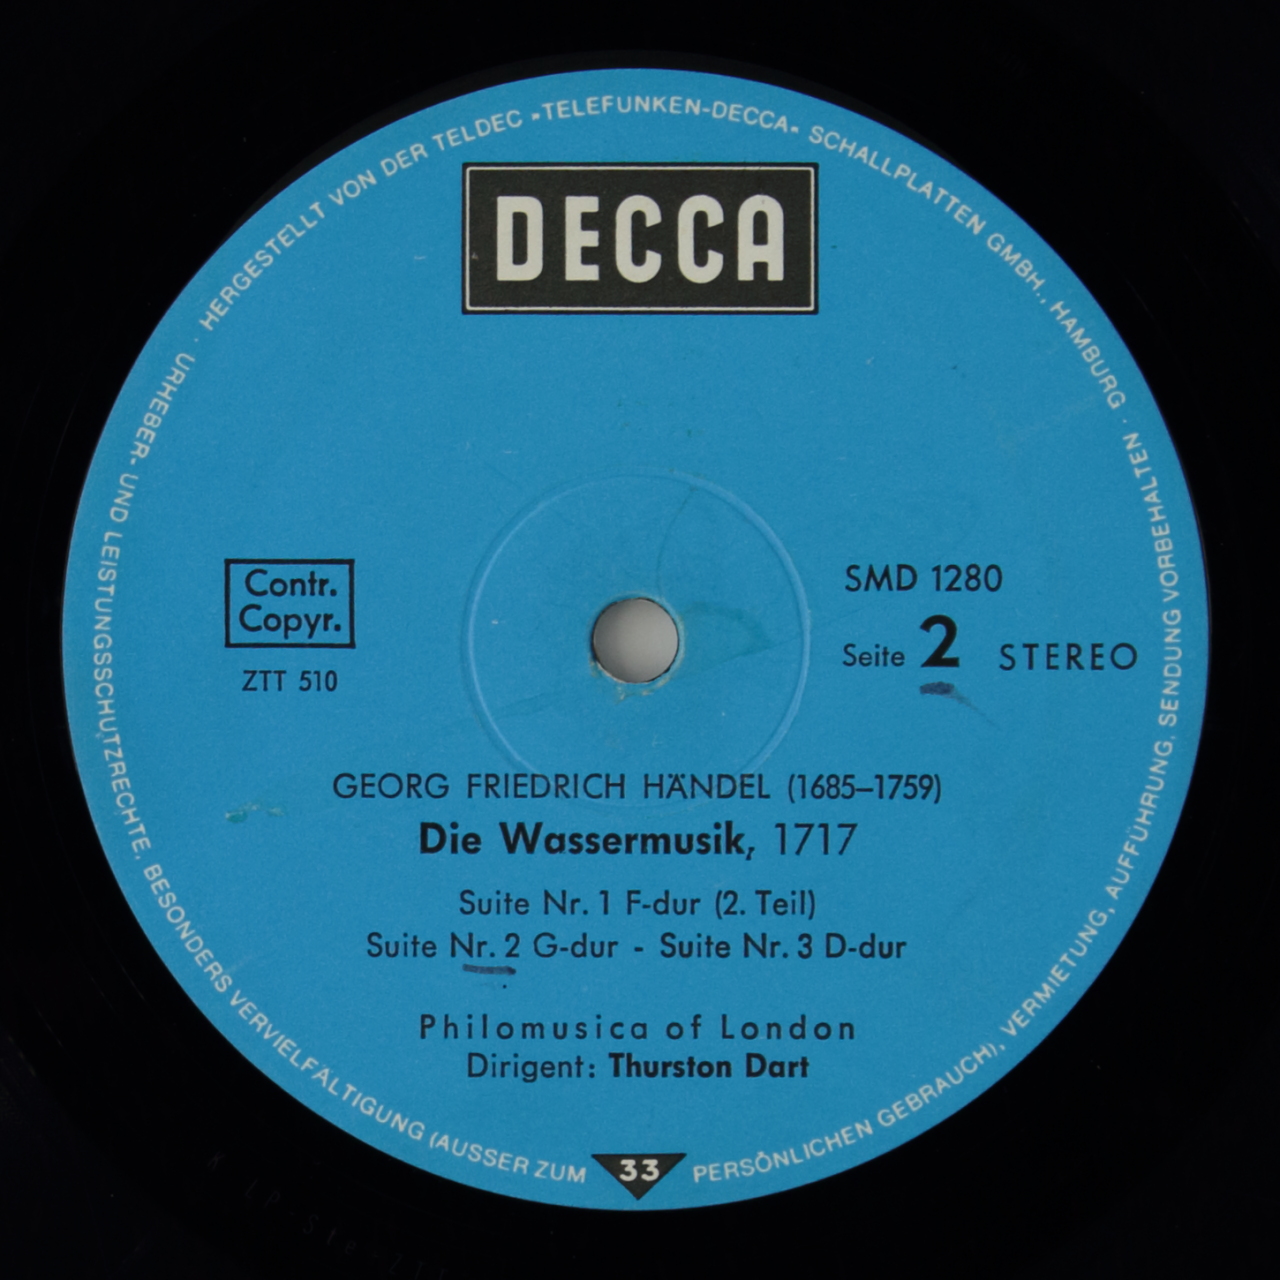 HERGESTELLT VON DER TELDEC »TELEFUNKEN-DECCA« SCHALLPLATTEN GMBH., HAMBURG · URHEBER- UND LEISTUNGSSCHUTZRECHTE, BESONDERS VERVIELFÄLTIGUNG (AUSSER ZUM PERSÖNLICHEN GEBRAUCH), VERMIETUNG, AUFFÜHRUNG, SENDUNG VORBEHALTEN ·
DECCA
Contr.
Copyr.
ZTT 510
SMD 1280
Seite 2 STEREO
GEORG FRIEDRICH HÄNDEL (1685–1759)
Die Wassermusik, 1717
Suite Nr. 1 F-dur (2. Teil)
Suite Nr. 2 G-dur - Suite Nr. 3 D-dur
Philomusica of London
Dirigent: Thurston Dart
33